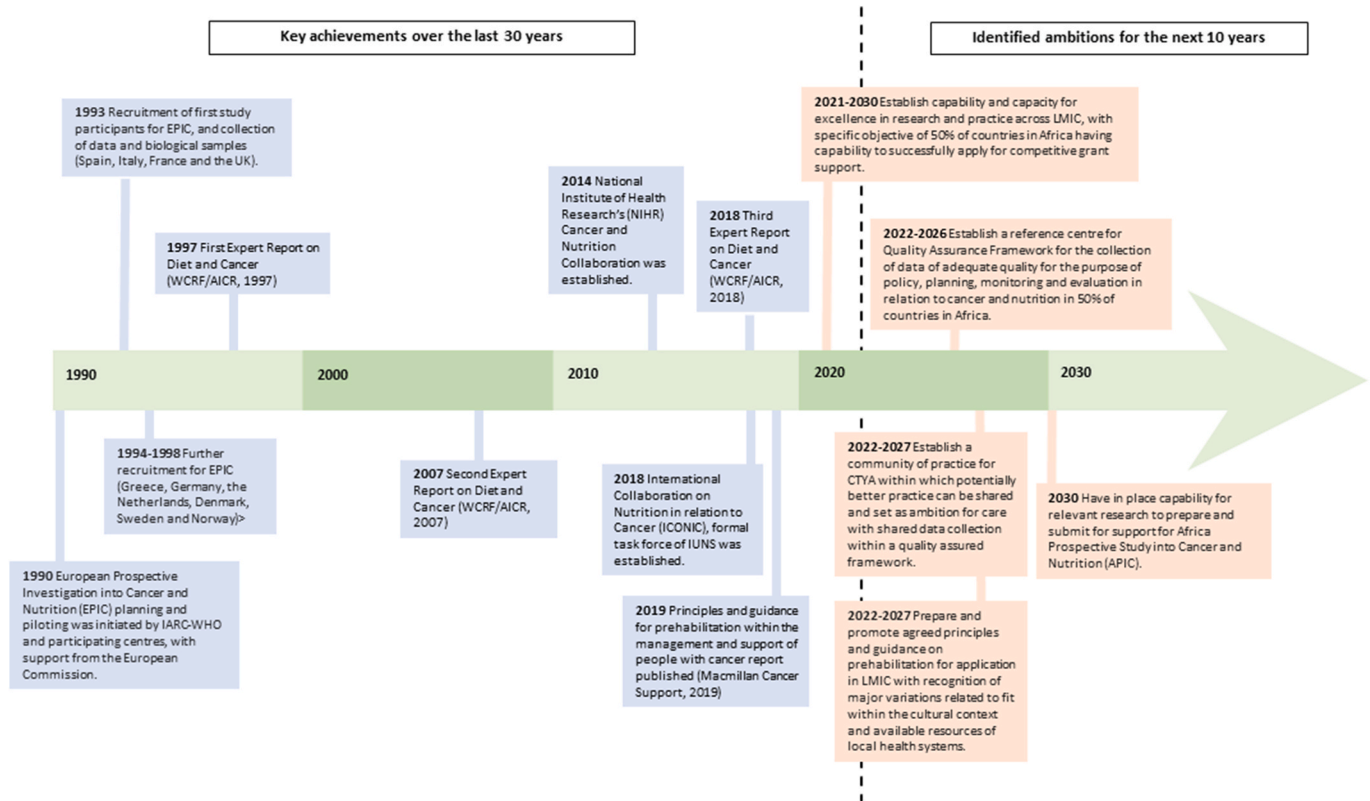 Key achievements over the last 30 years
Identified ambitions for the next 10 years
1993 Recruitment of first study
participants for EPIC, and collection
of data and biological samples
(Spain, Italy, France and the UK).
1997 First Expert Report on
Diet and Cancer
(WCRF/AICR, 1997)
2014 National
Institute of Health
Research's (NIHR)
Cancer and
Nutrition
Collaboration was
established.
2018 Third
Expert Report
on Diet and
Cancer
(WCRF/AICR,
2018)
2021-2030 Establish capability and capacity for
excellence in research and practice across LMIC, with
specific objective of 50% of countries in Africa having
capability to successfully apply for competitive grant
support.
2022-2026 Establish a reference centre for
Quality Assurance Framework for the collection
of data of adequate quality for the purpose of
policy, planning, monitoring and evaluation in
relation to cancer and nutrition in 50% of
countries in Africa.
1990
2000
2010
2020
2030
1990 European Prospective
Investigation into Cancer and
Nutrition (EPIC) planning and
piloting was initiated by IARC-WHO
and participating centres, with
support from the European
Commission.
1994-1998 Further
recruitment for EPIC
(Greece, Germany, the
Netherlands, Denmark,
Sweden and Norway)>
2007 Second Expert
Report on Diet and
Cancer (WCRF/AICR,
2007)
2018 International
Collaboration on
Nutrition in relation to
Cancer (ICONIC), formal
task force of IUNS was
established.
2019 Principles and guidance
for prehabilitation within the
management and support of
people with cancer report
published (Macmillan Cancer
Support, 2019)
2022-2027 Establish a
community of practice for
CTYA within which potentially
better practice can be shared
and set as ambition for care
with shared data collection
within a quality assured
framework.
2022-2027 Prepare and
promote agreed principles
and guidance on
prehabilitation for application
in LMIC with recognition of
major variations related to fit
within the cultural context
and available resources of
local health systems.
2030 Have in place capability for
relevant research to prepare and
submit for support for Africa
Prospective Study into Cancer and
Nutrition (APIC).